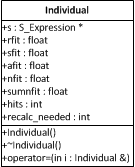 Individual
+s : S_Expression *
+rfit : float
+sfit : float
+afit : float
+nfit : float
+sumnfit : float
+hits : int
+recalc_needed : int
+Individual()
+~Individual()
+operator=(in i : Individual &)